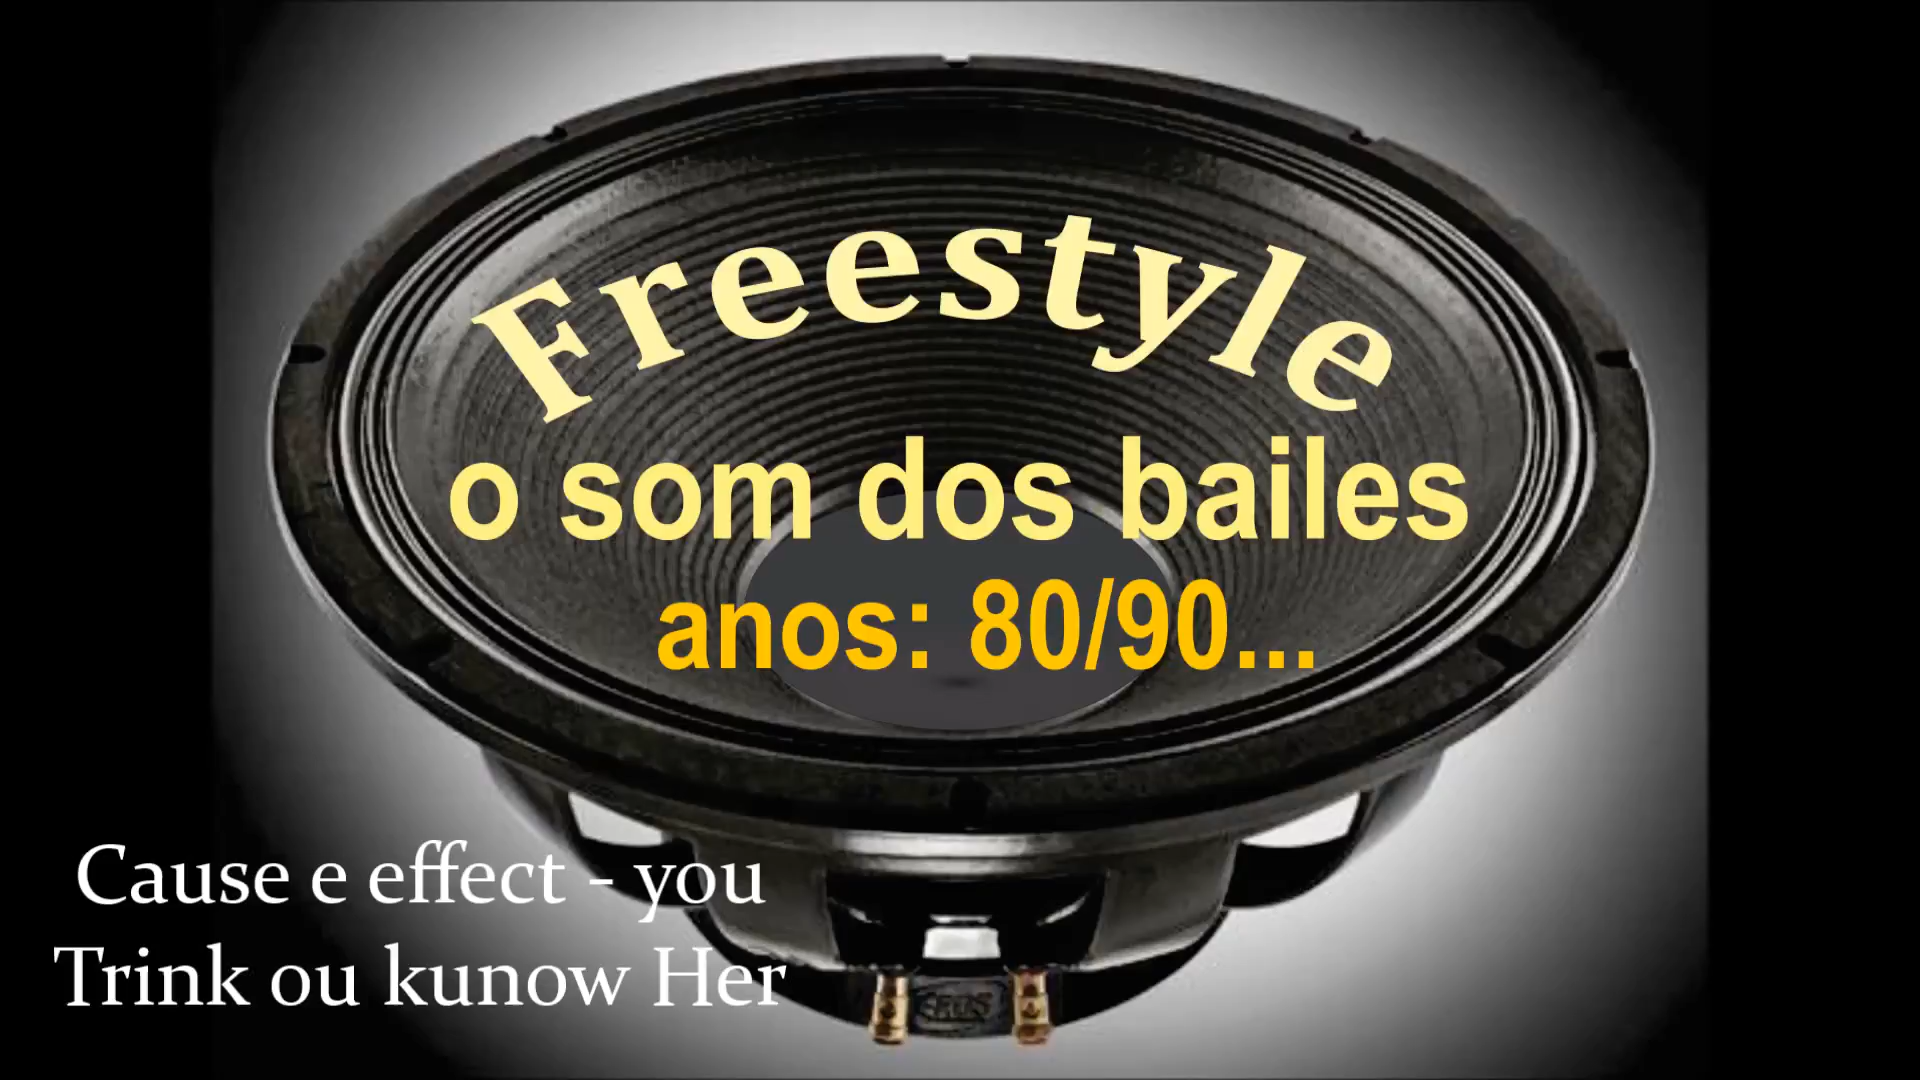 Freestyle
o som dos bailes
anos: 80/90...
Cause e effect - you
Trink ou kunow Her